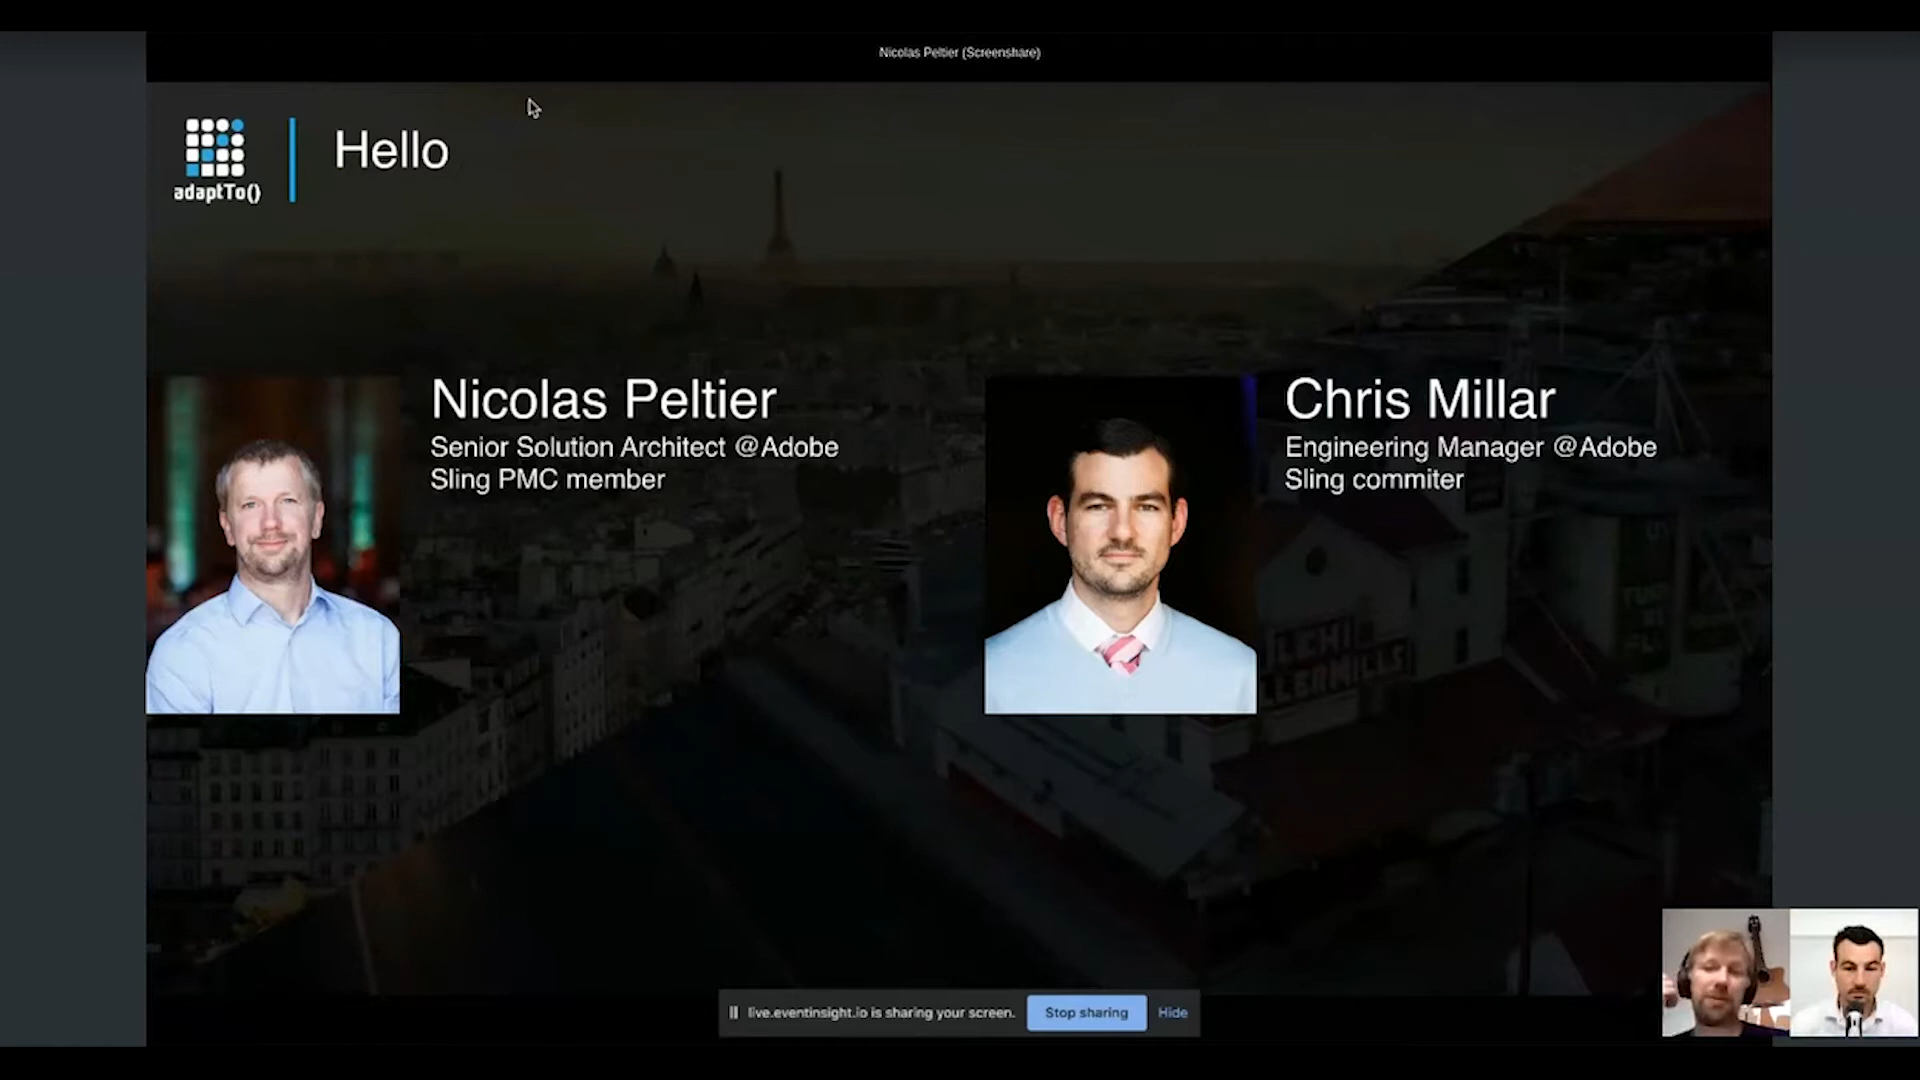 Nicolas Peltier (Screenshare)
adaptTo()
Hello
Nicolas Peltier
Senior Solution Architect @Adobe
Sling PMC member
Chris Millar
Engineering Manager @Adobe
Sling commiter
live.eventinsight.io is sharing your screen.
Stop sharing
Hide